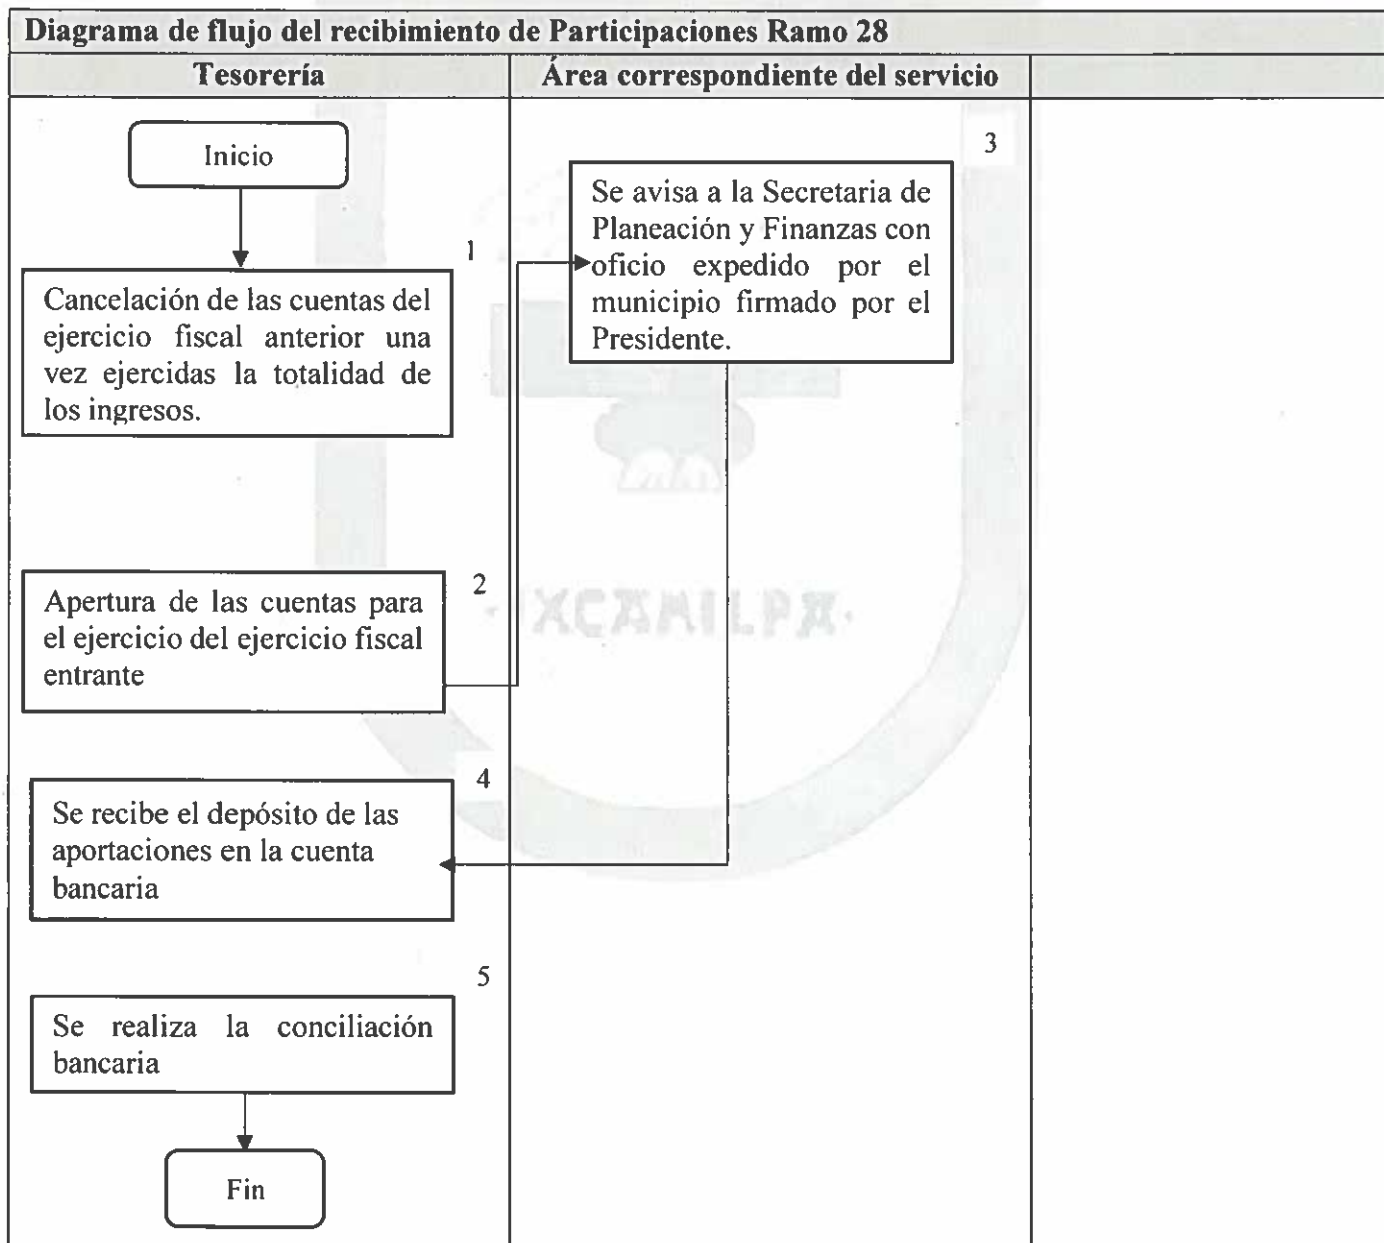 Diagrama de flujo del recibimiento de Participaciones Ramo 28
Tesorería
Área correspondiente del servicio
Inicio
1
Cancelación de las cuentas del
ejercicio fiscal anterior una
vez ejercidas la totalidad de
los ingresos.
2
Apertura de las cuentas para
el ejercicio del ejercicio fiscal
entrante
3
Se avisa a la Secretaria de
Planeación y Finanzas con
oficio expedido por el
municipio firmado por el
Presidente.
4
Se recibe el depósito de las
aportaciones en la cuenta
bancaria
5
Se realiza la conciliación
bancaria
Fin
IXCAMILPA